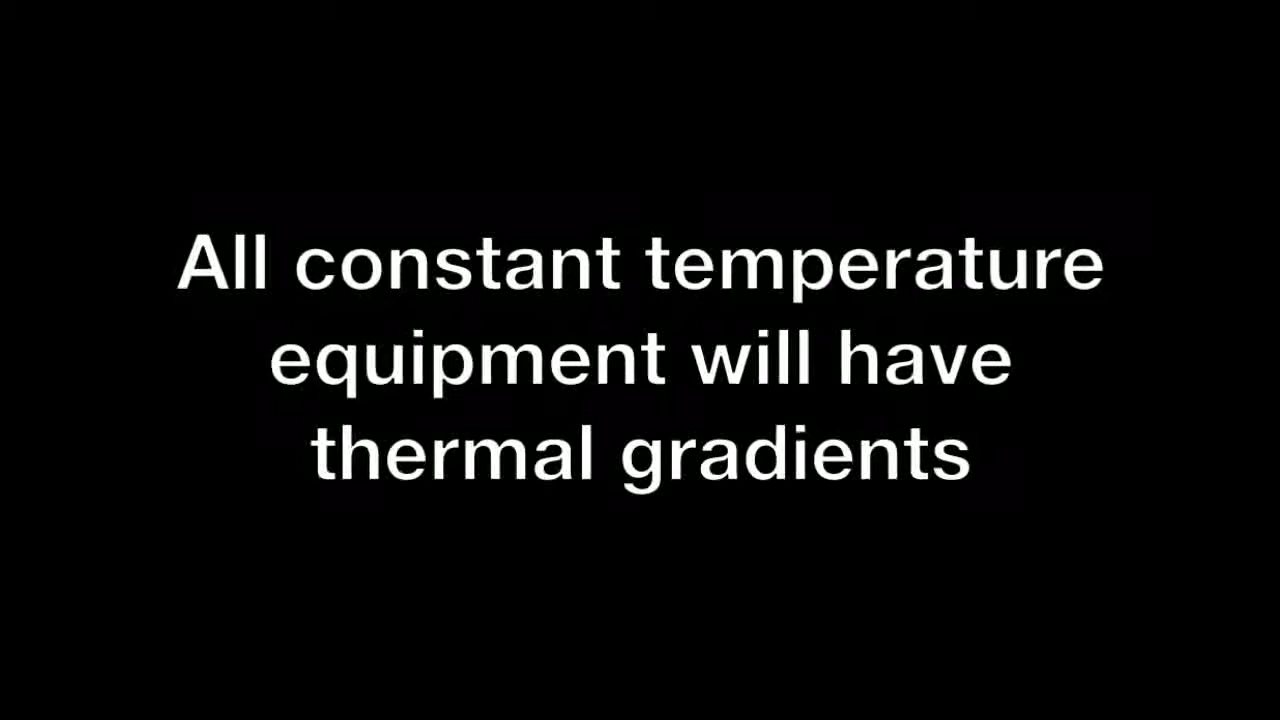 All constant temperature
equipment will have
thermal gradients